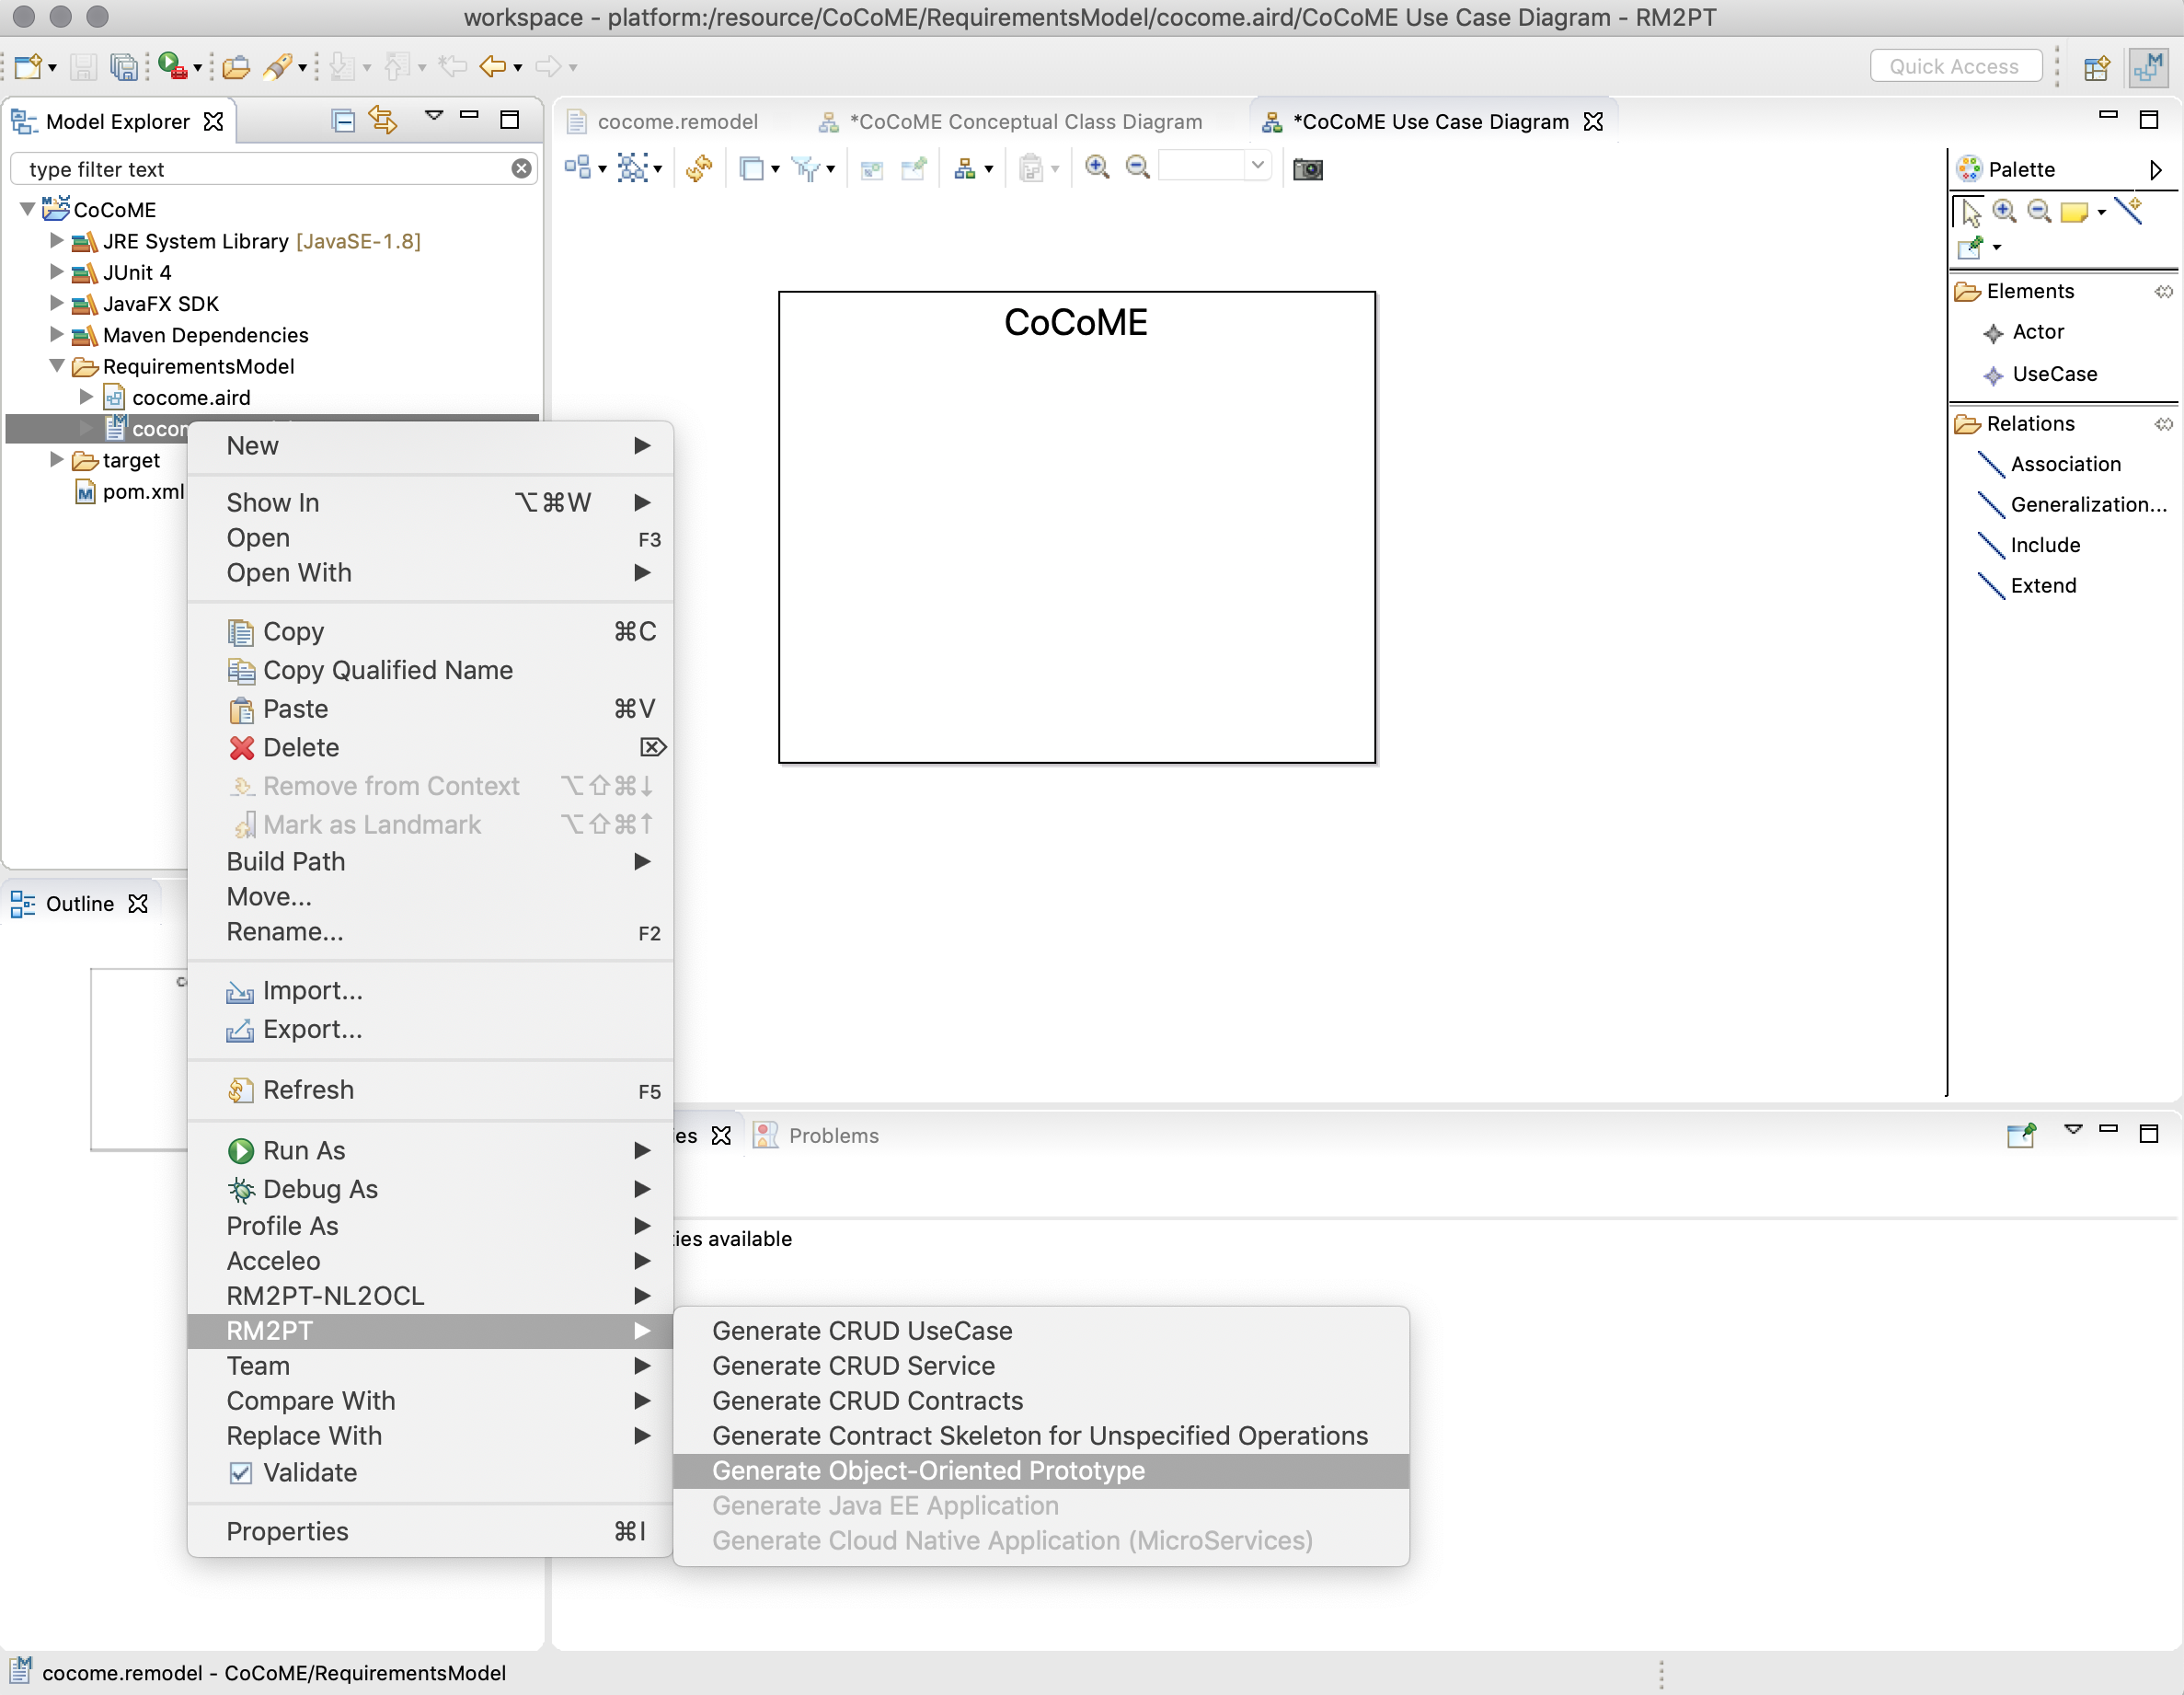 workspace - platform:/resource/CoCoME/RequirementsModel/cocome.aird/CoCoME Use Case Diagram - RM2PT
Quick Access
Model Explorer
type filter text
CoCoME
JRE System Library [JavaSE-1.8]
JUnit 4
JavaFX SDK
Maven Dependencies
RequirementsModel
cocome.aird
target
pom.xml
Outline
New
Show In ⌥⌘W
Open F3
Open With
Copy ⌘C
Copy Qualified Name
Paste ⌘V
Delete ⌦
Remove from Context ⌥⇧⌘↓
Mark as Landmark ⌥⇧⌘↑
Build Path
Move...
Rename... F2
Import...
Export...
Refresh F5
Run As
Debug As
Profile As
Acceleo
RM2PT-NL2OCL
RM2PT
Team
Compare With
Replace With
Validate
Properties ⌘I
Generate CRUD UseCase
Generate CRUD Service
Generate CRUD Contracts
Generate Contract Skeleton for Unspecified Operations
Generate Object-Oriented Prototype
Generate Java EE Application
Generate Cloud Native Application (MicroServices)
cocome.remodel
*CoCoME Conceptual Class Diagram
*CoCoME Use Case Diagram
CoCoME
Palette
Elements
Actor
UseCase
Relations
Association
Generalization...
Include
Extend
Problems
available
cocome.remodel - CoCoME/RequirementsModel